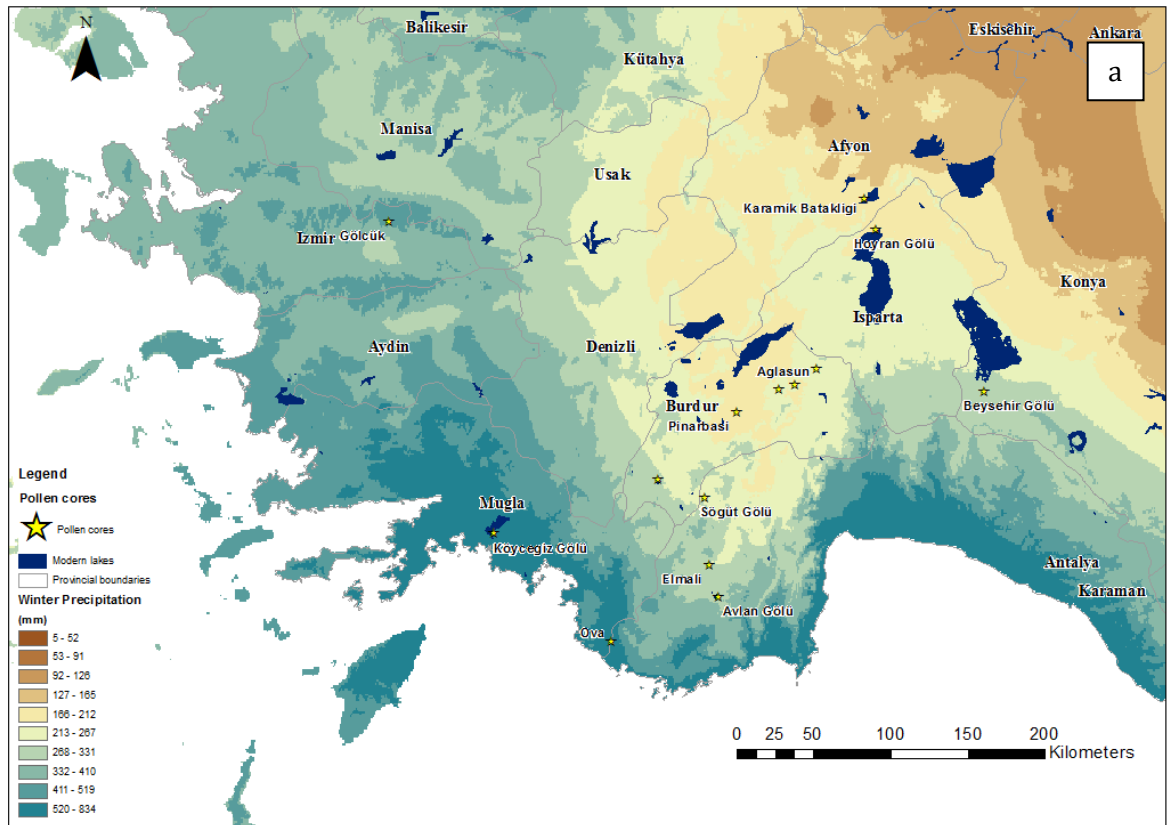 Balikesir
Eskisehir
Ankara
N
Kütahya
a
Manisa
Afyon
Usak
Karamik Batakligi
Izmir
Gölcük
Hoyran Gölü
Konya
Isparta
Aydin
Denizli
Aglasun
Burdur
Beysehir Gölü
Pinarbasi
Legend
Pollen cores
Pollen cores
Mugla
Sögüt Gölü
Köycegiz Gölü
Modern lakes
Antalya
Provincial boundaries
Elmali
Karaman
Winter Precipitation
Avlan Gölü
(mm)
Ova
5 - 52
53 - 91
92 - 126
127 - 165
166 - 212
213 - 267
268 - 331
332 - 410
411 - 519
520 - 834
0 25 50 100 150 200
Kilometers